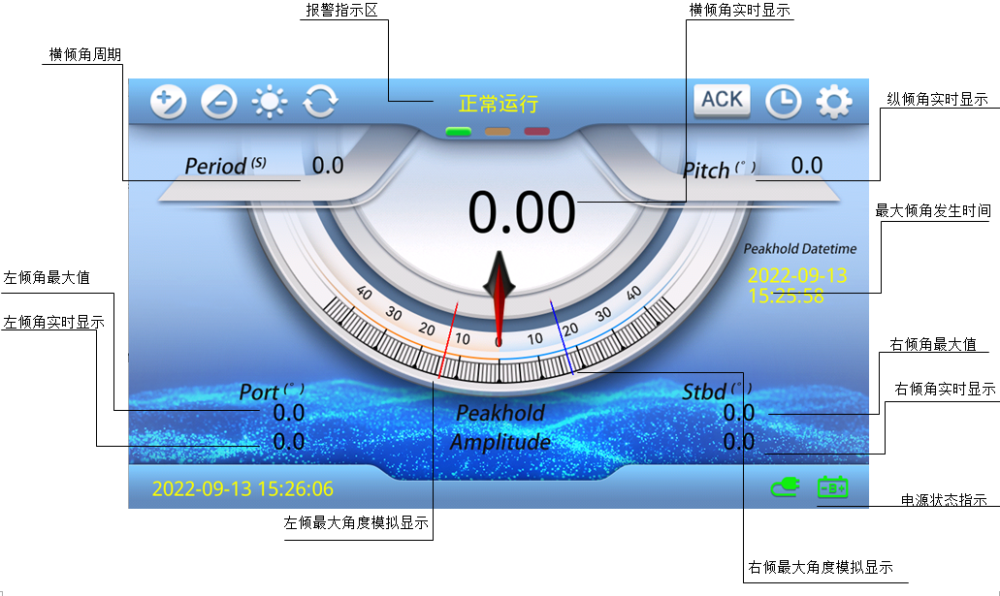 报警指示区
横倾角实时显示
横倾角周期
正常运行
ACK
纵倾角实时显示
Period (S) 0.0
Pitch (°) 0.0
0.00
最大倾角发生时间
Peakhold Datetime
2022-09-13
15:25.58
左倾角最大值
左倾角实时显示
40 30 20 10 0 10 20 30 40
右倾角最大值
右倾角实时显示
Port (°)
Stbd (°)
0.0 Peakhold 0.0
0.0 Amplitude 0.0
2022-09-13 15:26:06
电源状态指示
左倾最大角度模拟显示
右倾最大角度模拟显示